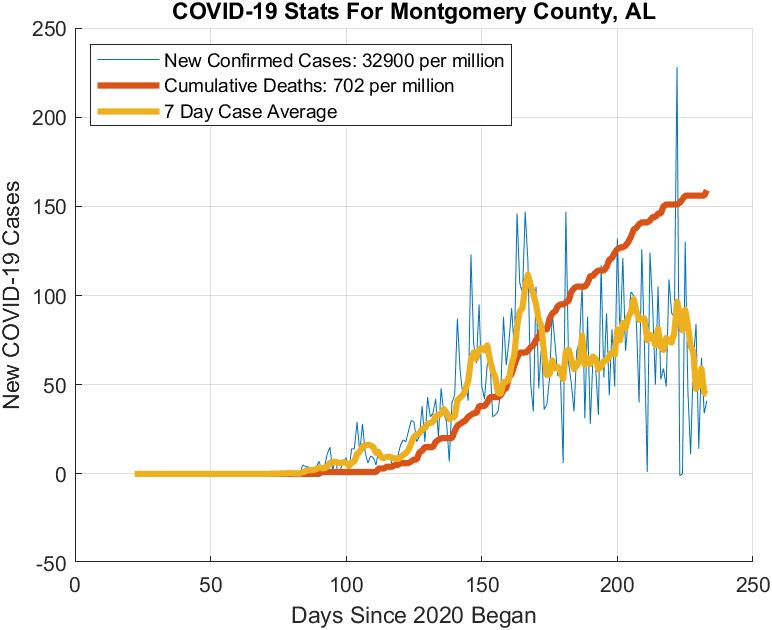 COVID-19 Stats For Montgomery County, AL
250
200
150
100
50
0
-50
New Confirmed Cases: 32900 per million
Cumulative Deaths: 702 per million
7 Day Case Average
New COVID-19 Cases
0 50 100 150 200 250
Days Since 2020 Began